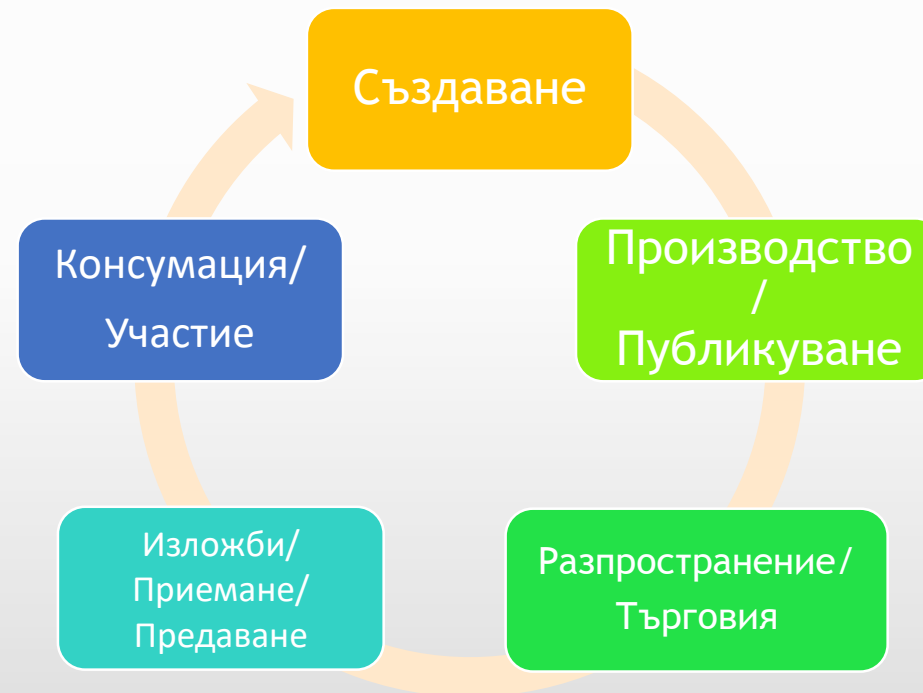 Създаване
Производство
/
Публикуване
Разпространение/
Търговия
Изложби/
Приемане/
Предаване
Консумация/
Участие